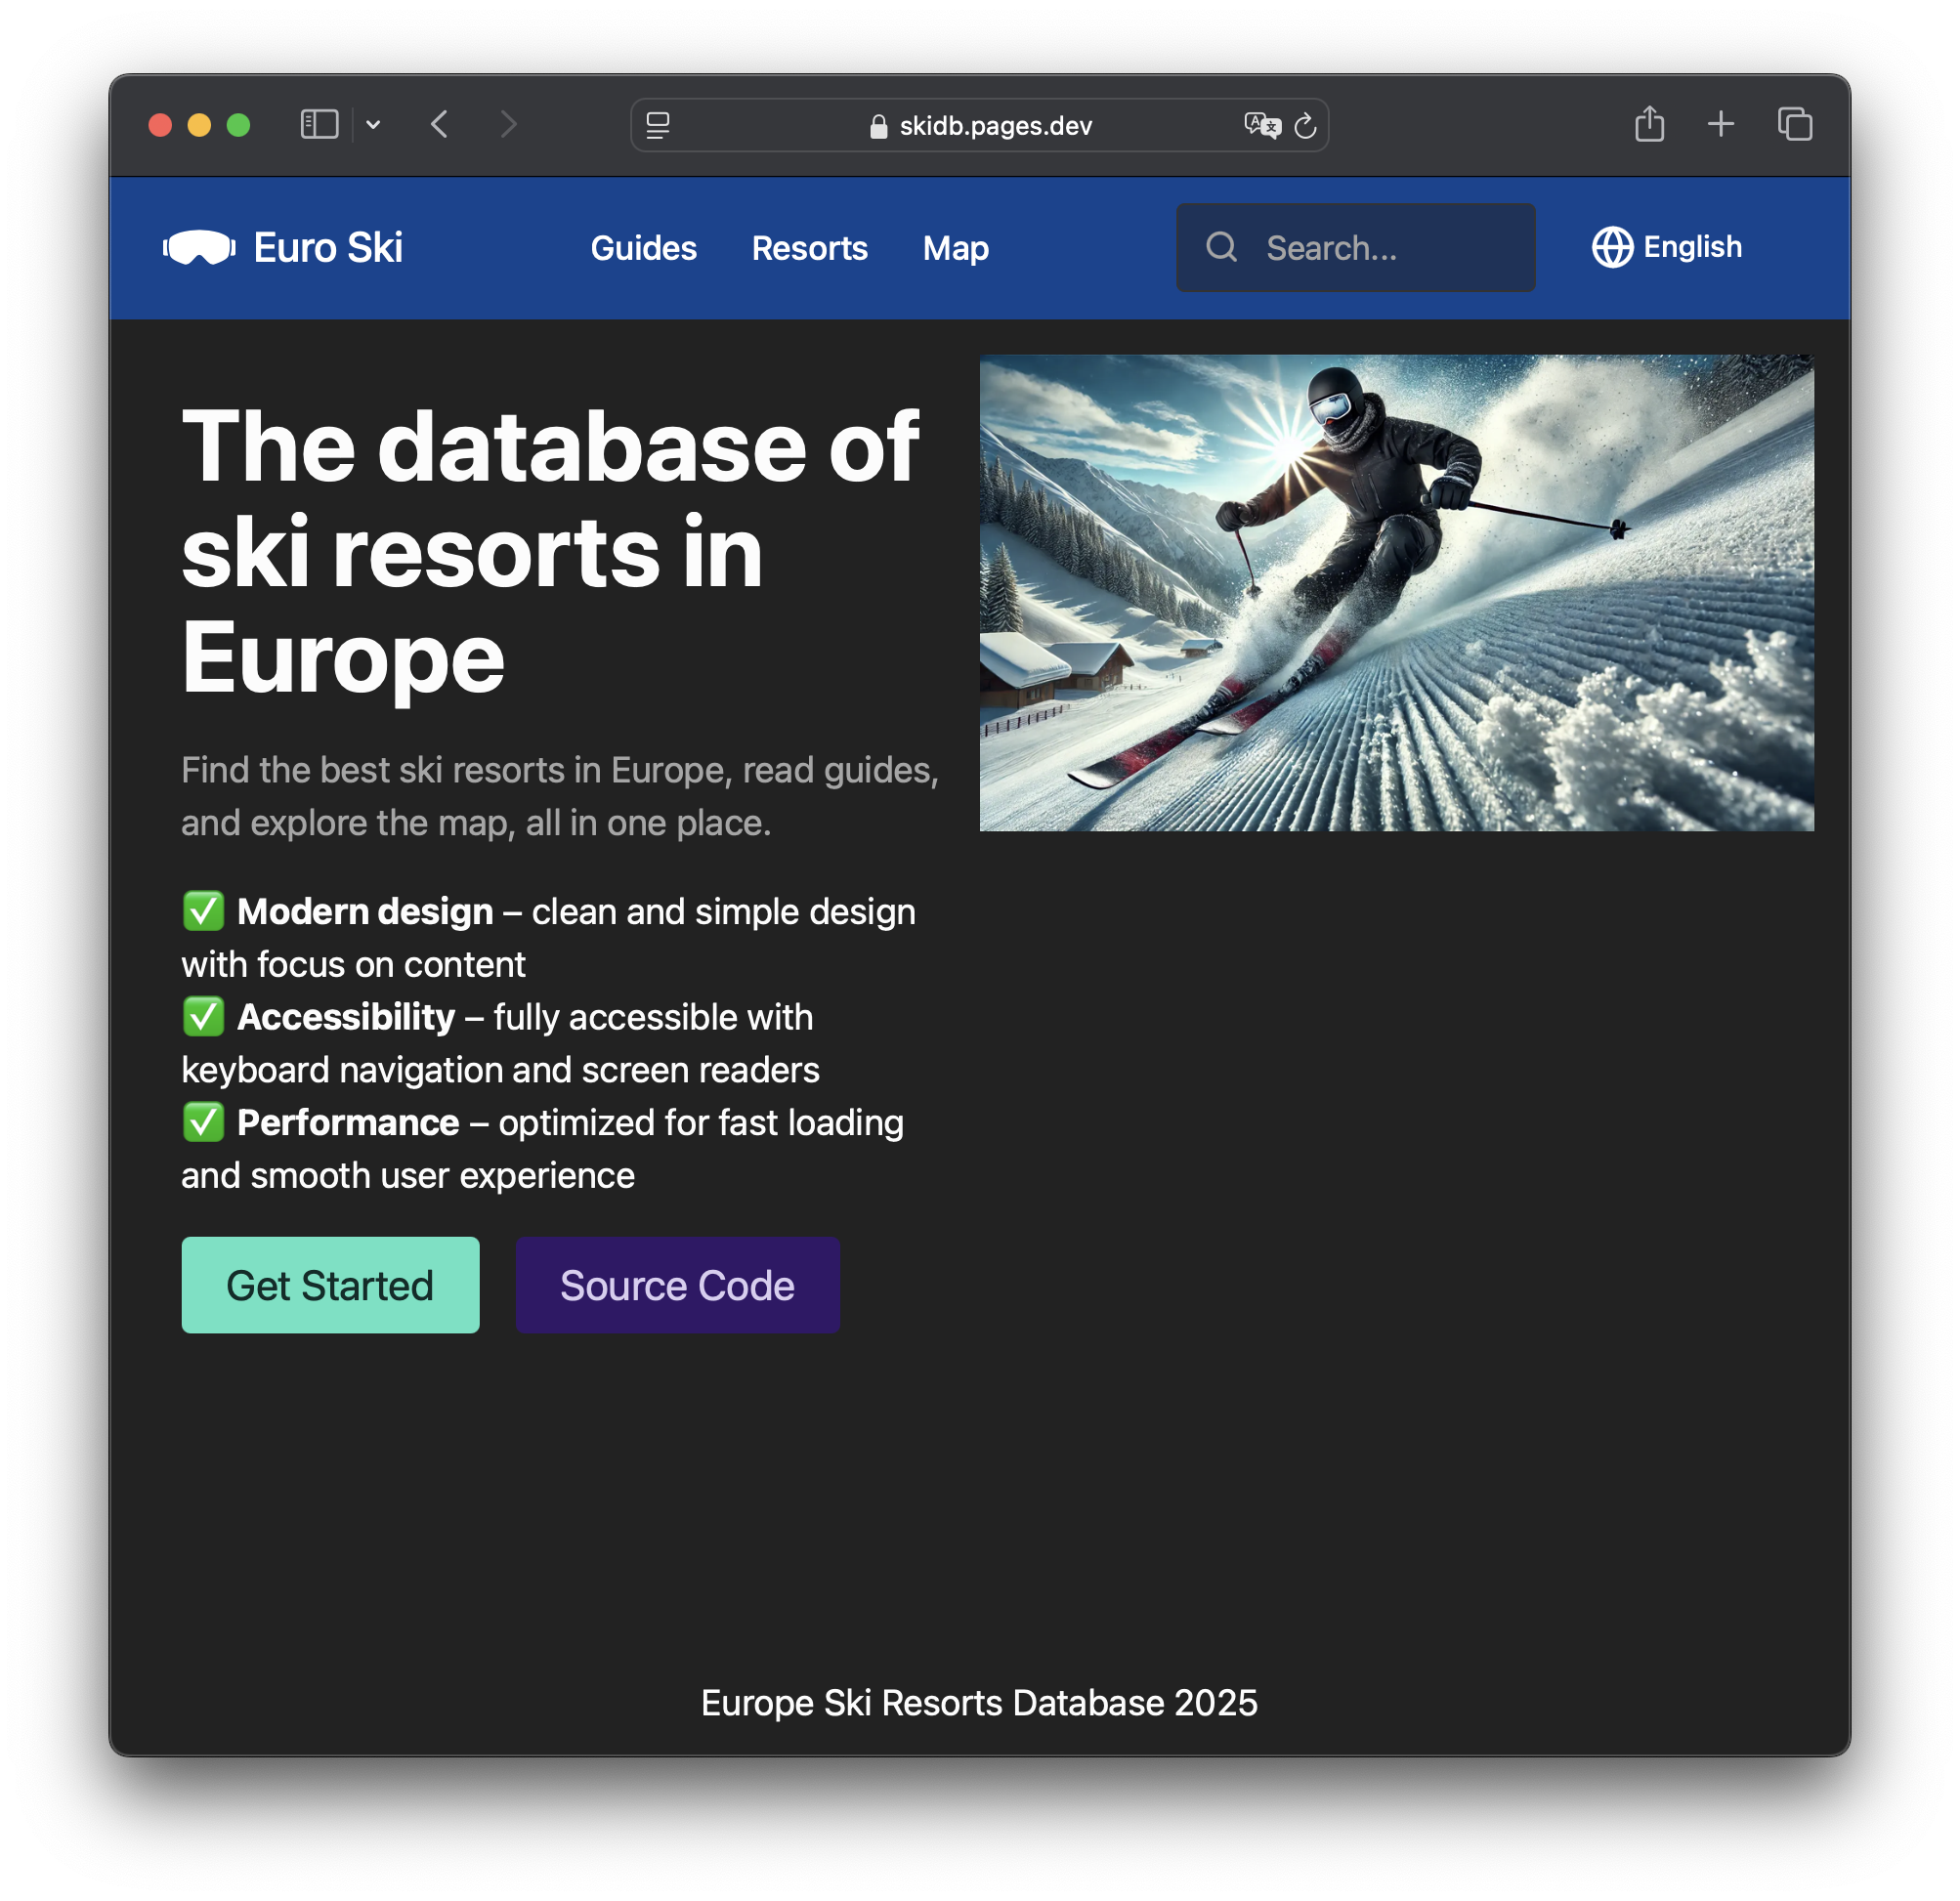 skidb.pages.dev
Euro Ski
Guides
Resorts
Map
Search...
English
The database of
ski resorts in
Europe
Find the best ski resorts in Europe, read guides,
and explore the map, all in one place.
✅ Modern design – clean and simple design
with focus on content
✅ Accessibility – fully accessible with
keyboard navigation and screen readers
✅ Performance – optimized for fast loading
and smooth user experience
Get Started
Source Code
Europe Ski Resorts Database 2025